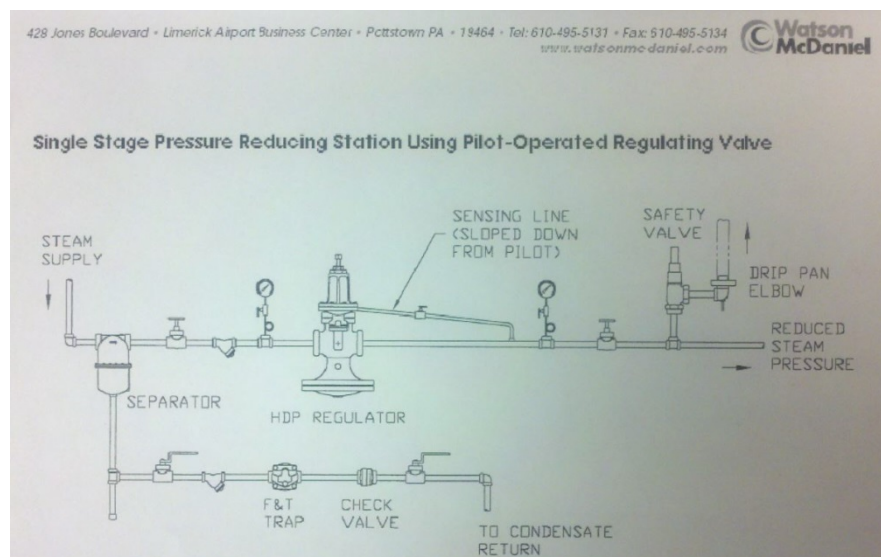 428 Jones Boulevard • Limerick Airport Business Center • Pottstown PA • 19464 • Tel: 610-495-5131 • Fax: 610-495-5134
www.watsonmcdaniel.com
Watson
McDaniel
Single Stage Pressure Reducing Station Using Pilot-Operated Regulating Valve
STEAM
SUPPLY
SENSING LINE
(SLOPED DOWN
FROM PILOT)
SAFETY
VALVE
DRIP PAN
ELBOW
REDUCED
STEAM
PRESSURE
SEPARATOR
HDP REGULATOR
F&T
TRAP
CHECK
VALVE
TO CONDENSATE
RETURN